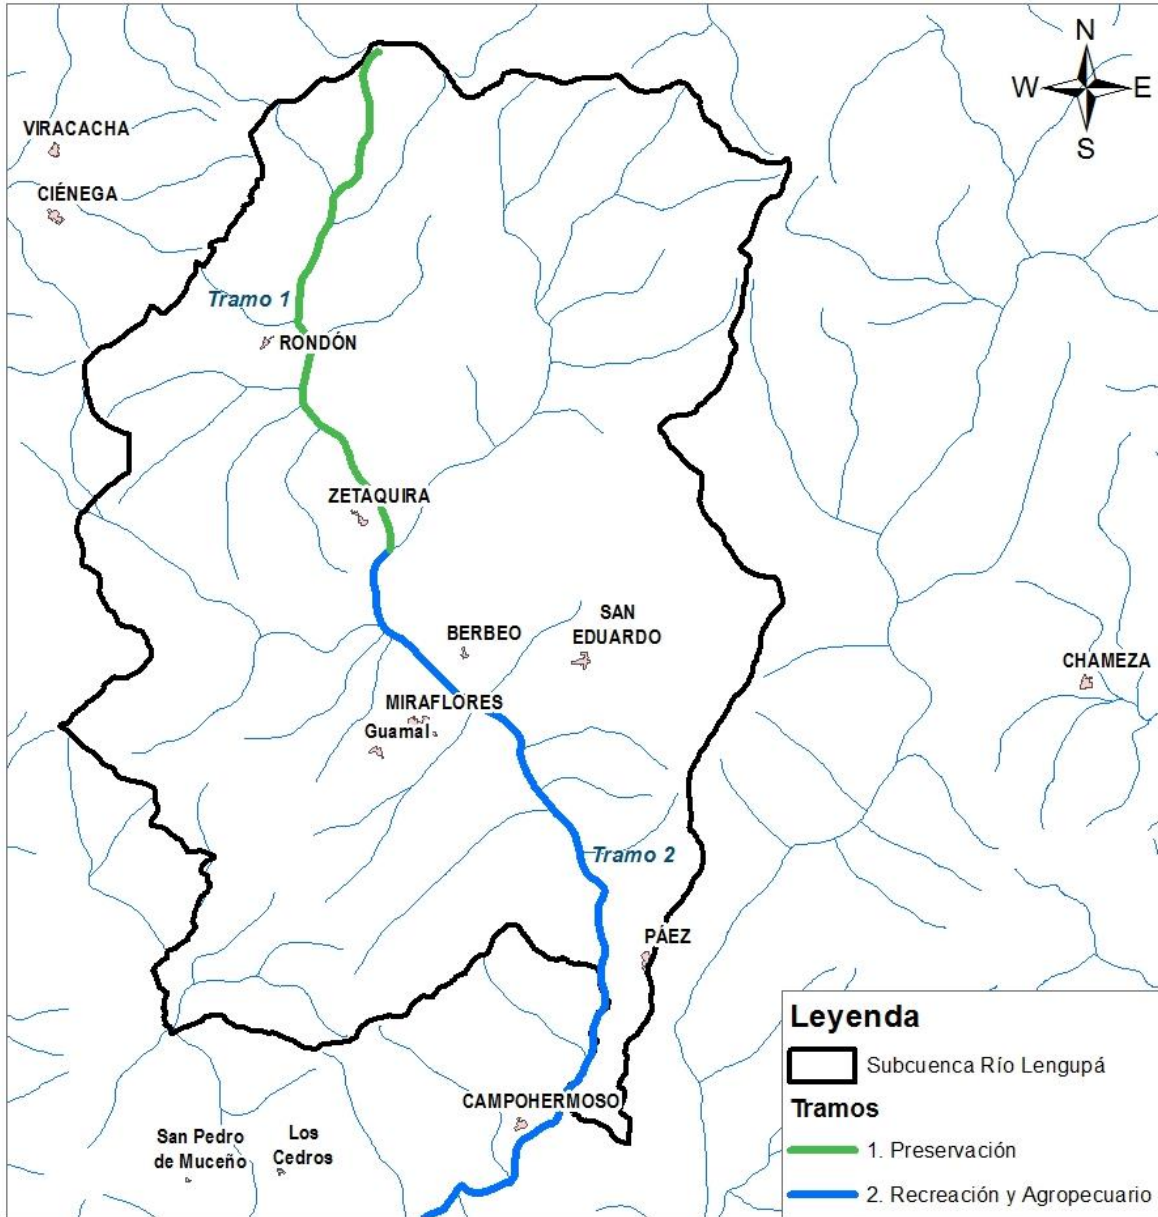 N
W E
S
VIRACACHA
CIÉNEGA
Tramo 1
RONDÓN
ZETAQUIRA
SAN
EDUARDO
BERBEO
CHAMEZA
MIRAFLORES
Guamal
Tramo 2
PÁEZ
CAMPOHERMOSO
San Pedro
de Muceño
Los
Cedros
Leyenda
Subcuenca Río Lengupá
Tramos
1. Preservación
2. Recreación y Agropecuario